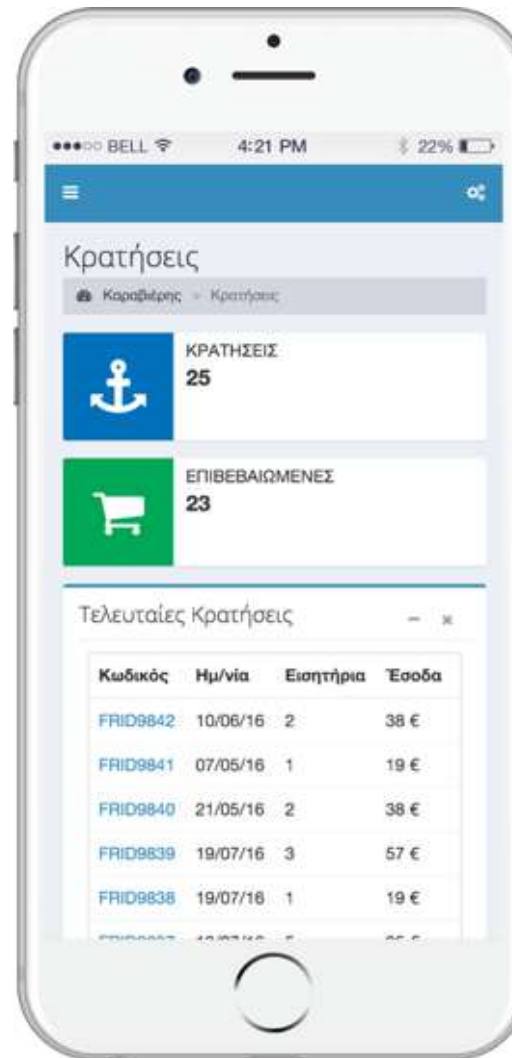 BELL 4:21 PM 22%
Κρατήσεις
Καραβιέρης Κρατήσεις
ΚΡΑΤΗΣΕΙΣ
25
ΕΠΙΒΕΒΑΙΩΜΕΝΕΣ
23
Τελευταίες Κρατήσεις
Κωδικός Ημ/νία Εισητήρια Έσοδα
FRID9842 10/06/16 2 38 €
FRID9841 07/05/16 1 19 €
FRID9840 21/05/16 2 38 €
FRID9839 19/07/16 3 57 €
FRID9838 19/07/16 1 19 €